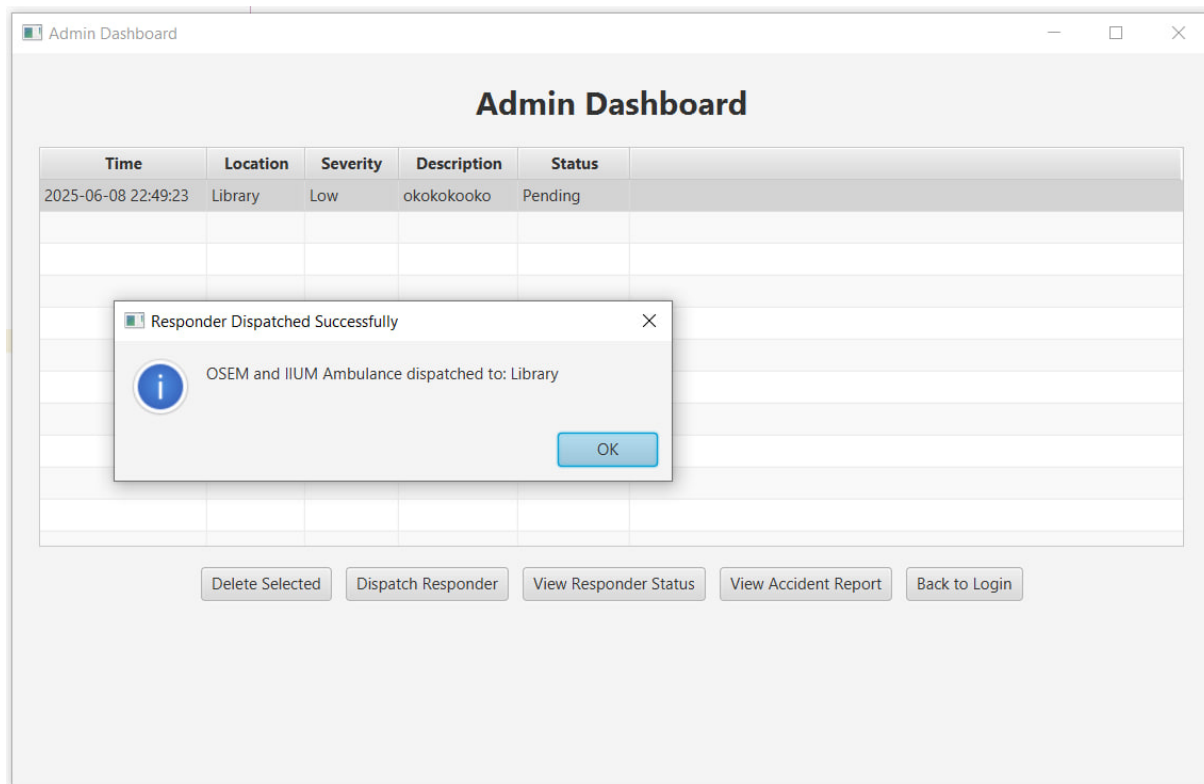 Admin Dashboard
Admin Dashboard
Time Location Severity Description Status
2025-06-08 22:49:23 Library Low okokokooko Pending
Responder Dispatched Successfully
OSEM and IIUM Ambulance dispatched to: Library
OK
Delete Selected Dispatch Responder View Responder Status View Accident Report Back to Login